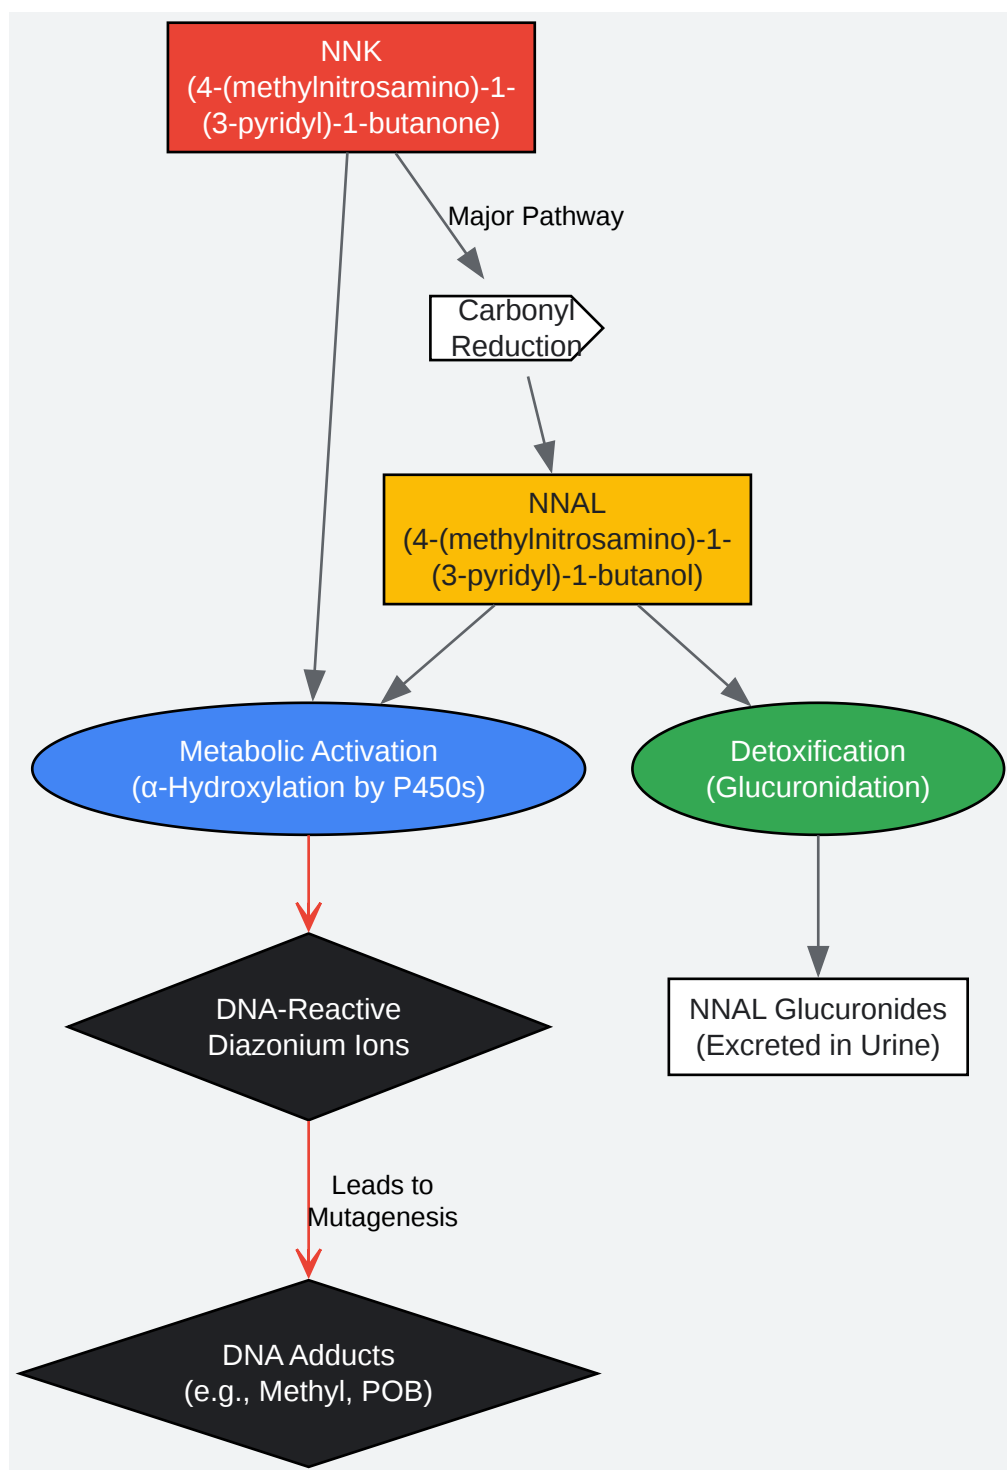 NNK
(4-(methylnitrosamino)-1-
(3-pyridyl)-1-butanone)
Major Pathway
Carbonyl
Reduction
NNAL
(4-(methylnitrosamino)-1-
(3-pyridyl)-1-butanol)
Metabolic Activation
(α-Hydroxylation by P450s)
Detoxification
(Glucuronidation)
DNA-Reactive
Diazonium Ions
NNAL Glucuronides
(Excreted in Urine)
Leads to
Mutagenesis
DNA Adducts
(e.g., Methyl, POB)